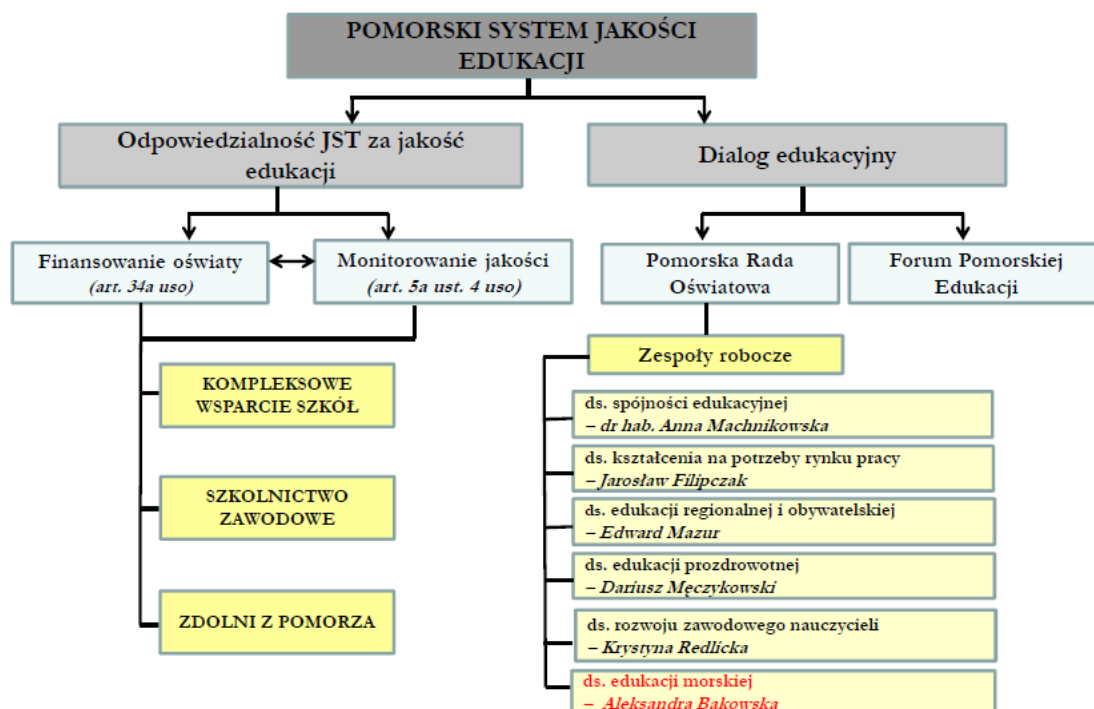 POMORSKI SYSTEM JAKOŚCI
EDUKACJI
Odpowiedzialność JST za jakość
edukacji
Dialog edukacyjny
Finansowanie oświaty
(art. 34a uso)
Monitorowanie jakości
(art. 5a ust. 4 uso)
Pomorska Rada
Oświatowa
Forum Pomorskiej
Edukacji
KOMPLEKSOWE
WSPARCIE SZKÓŁ
SZKOLNICTWO
ZAWODOWE
ZDOLNI Z POMORZA
Zespoły robocze
ds. spójności edukacyjnej
– dr hab. Anna Machnikowska
ds. kształcenia na potrzeby rynku pracy
– Jarosław Filipczak
ds. edukacji regionalnej i obywatelskiej
– Edward Mazur
ds. edukacji prozdrowotnej
– Dariusz Męczykowski
ds. rozwoju zawodowego nauczycieli
– Krystyna Redlicka
ds. edukacji morskiej
– Aleksandra Bakowska